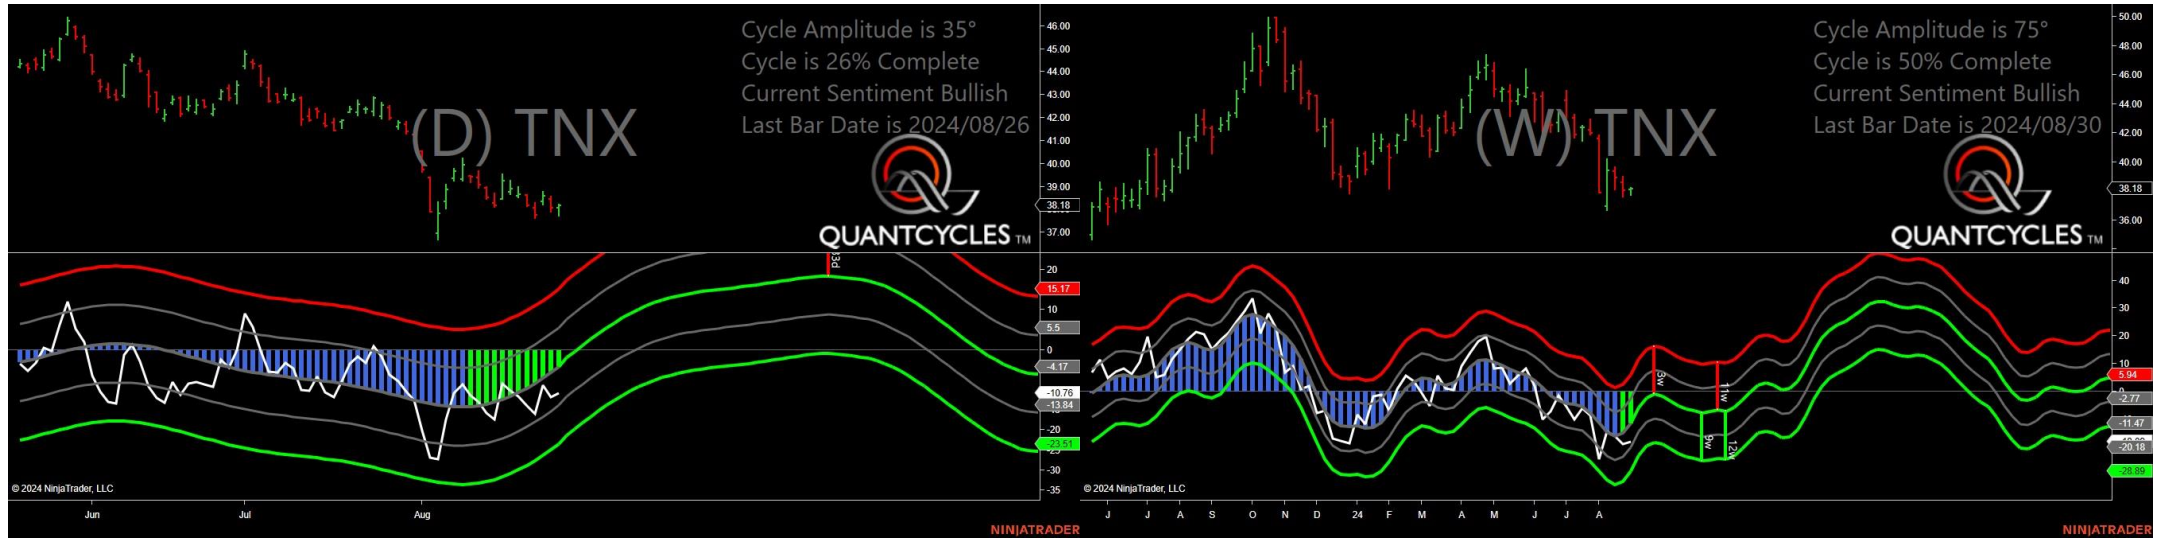 Cycle Amplitude is 35°
Cycle is 26% Complete
Current Sentiment Bullish
Last Bar Date is 2024/08/26
(D) TNX
QUANTCYCLES TM
46.00
45.00
44.00
43.00
42.00
41.00
40.00
39.00
38.18
37.00
33d
20
15.17
10
5.5
0
-4.17
-10.76
-13.84
-20
-23.51
-30
-35
© 2024 NinjaTrader, LLC
Jun
Jul
Aug
NINJATRADER
Cycle Amplitude is 75°
Cycle is 50% Complete
Current Sentiment Bullish
Last Bar Date is 2024/08/30
(W) TNX
QUANTCYCLES TM
50.00
48.00
46.00
44.00
42.00
40.00
38.18
36.00
40
30
20
10
5.94
0
-2.77
-11.47
-20.18
-28.89
3w
11w
9w
12w
© 2024 NinjaTrader, LLC
J J A S O N D 24 F M A M J J A
NINJATRADER